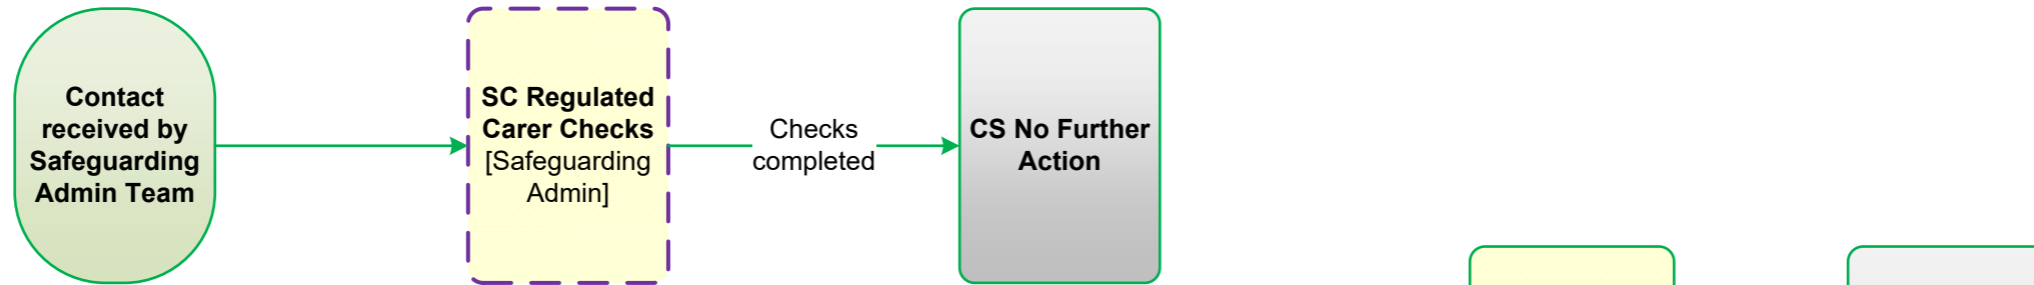 Contact
received by
Safeguarding
Admin Team
SC Regulated
Carer Checks
[Safeguarding
Admin]
Checks
completed
CS No Further
Action